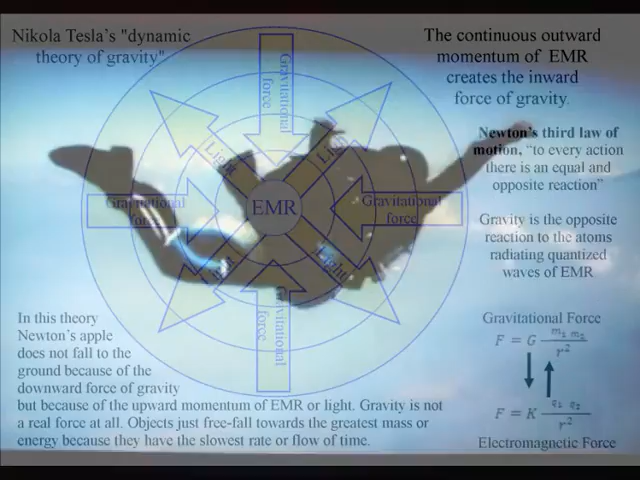 Nikola Tesla's "dynamic
theory of gravity"
The continuous outward
momentum of EMR
creates the inward
force of gravity.
Newton's third law of
motion, "to every action
there is an equal and
opposite reaction"
Gravity is the opposite
reaction to the atoms
radiating quantized
waves of EMR
Gravitational
force
Light
Light
Gravitational
force
EMR
Gravitational
force
Light
Light
Gravitational
force
In this theory
Newton's apple
does not fall to the
ground because of the
downward force of gravity
but because of the upward momentum of EMR or light. Gravity is not
a real force at all. Objects just free-fall towards the greatest mass or
energy because they have the slowest rate or flow of time.
Gravitational Force
F = G m₁ m₂ / r²
F = K q₁ q₂ / r²
Electromagnetic Force